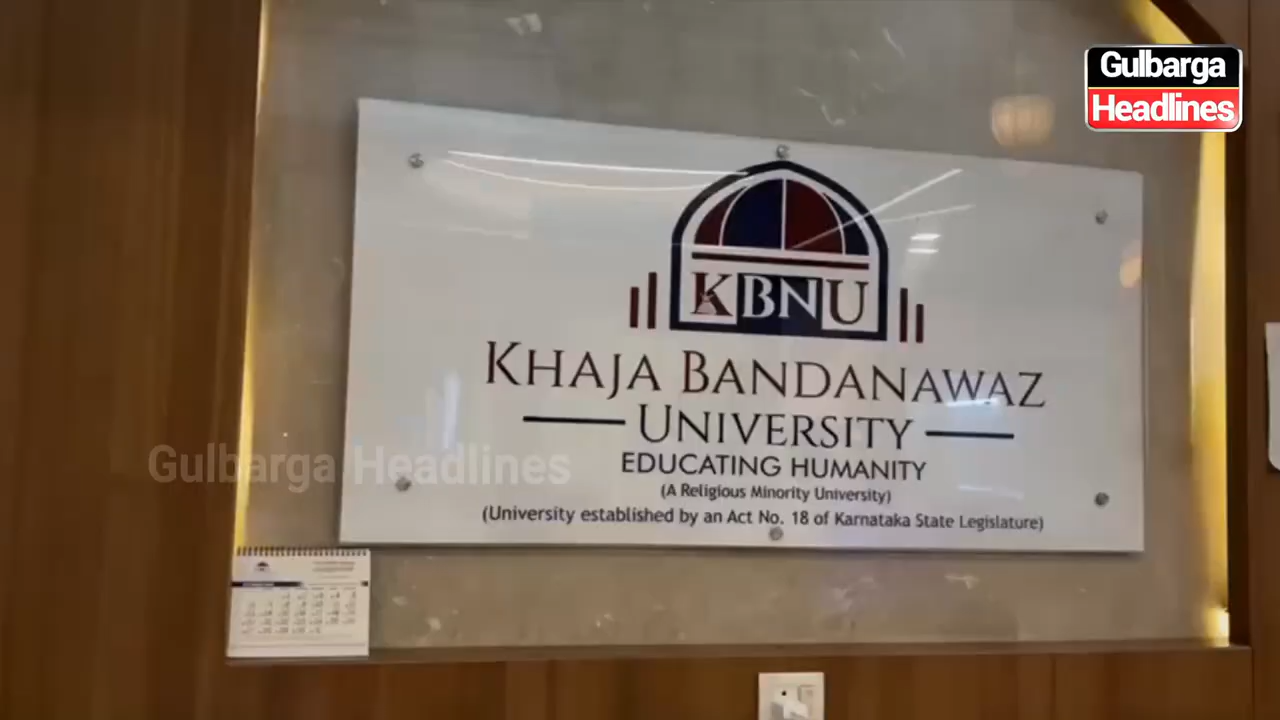 Gulbarga
Headlines
KBNU
KHAJA BANDANAWAZ
UNIVERSITY
EDUCATING HUMANITY
(A Religious Minority University)
(University established by an Act No. 18 of Karnataka State Legislature)
Gulbarga Headlines